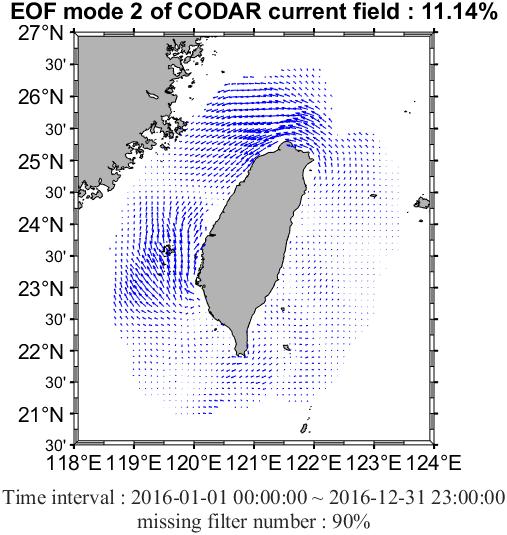 EOF mode 2 of CODAR current field : 11.14%
27°N
30'
26°N
30'
25°N
30'
24°N
30'
23°N
30'
22°N
30'
21°N
30'
118°E 119°E 120°E 121°E 122°E 123°E 124°E
Time interval : 2016-01-01 00:00:00 ~ 2016-12-31 23:00:00
missing filter number : 90%